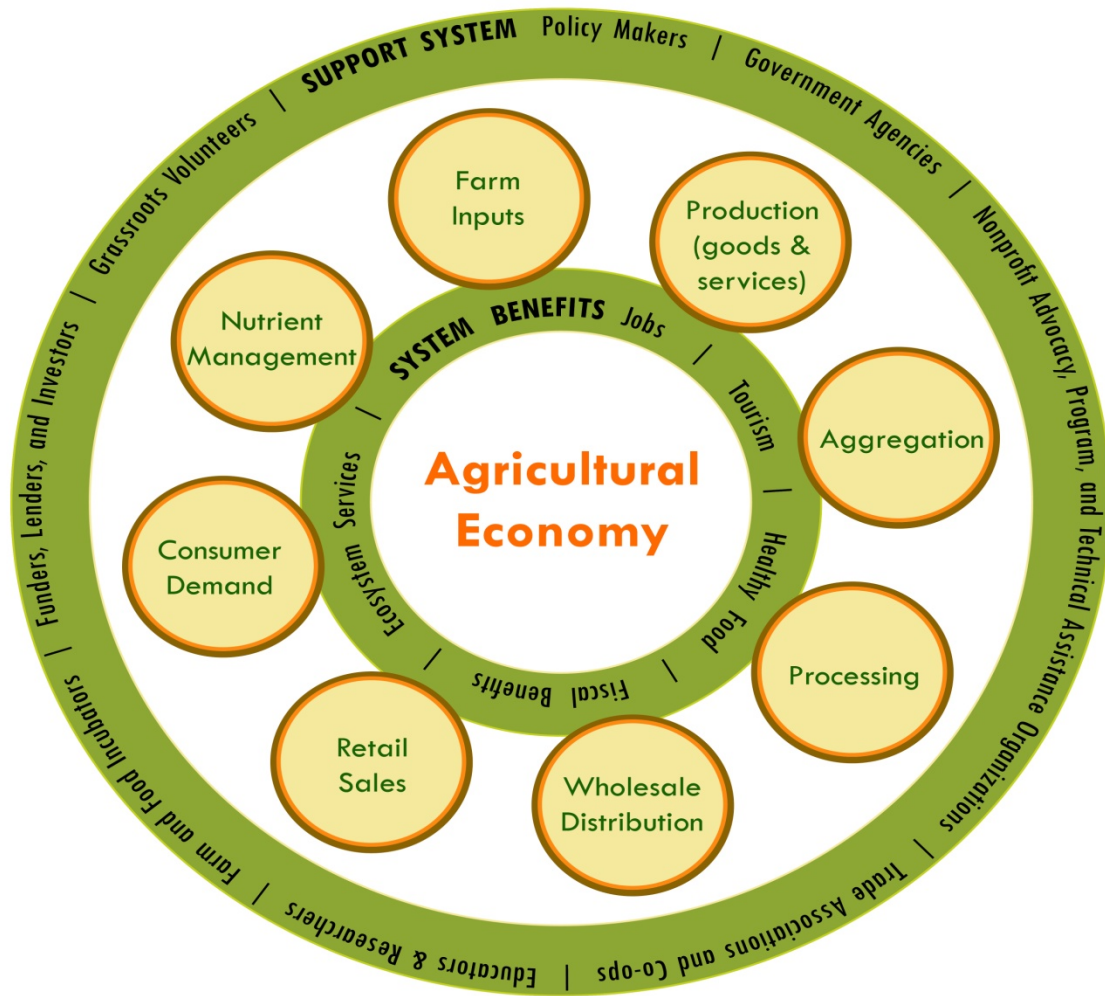 SUPPORT SYSTEM Policy Makers | Government Agencies | Nonprofit Advocacy, Program, and Technical Assistance Organizations | Trade Associations and Co-ops | Educators & Researchers | Farm and Food Incubators | Funders, Lenders, and Investors | Grassroots Volunteers |
Farm
Inputs
Production
(goods &
services)
Aggregation
Processing
Wholesale
Distribution
Retail
Sales
Consumer
Demand
Nutrient
Management
SYSTEM BENEFITS Jobs | Tourism | Healthy Food | Fiscal Benefits | Ecosystem Services |
Agricultural
Economy